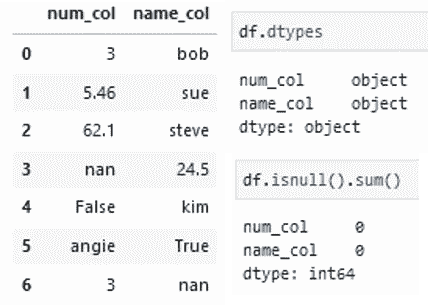 num_col name_col
0 3 bob
1 5.46 sue
2 62.1 steve
3 nan 24.5
4 False kim
5 angie True
6 3 nan
df.dtypes
num_col object
name_col object
dtype: object
df.isnull().sum()
num_col 0
name_col 0
dtype: int64